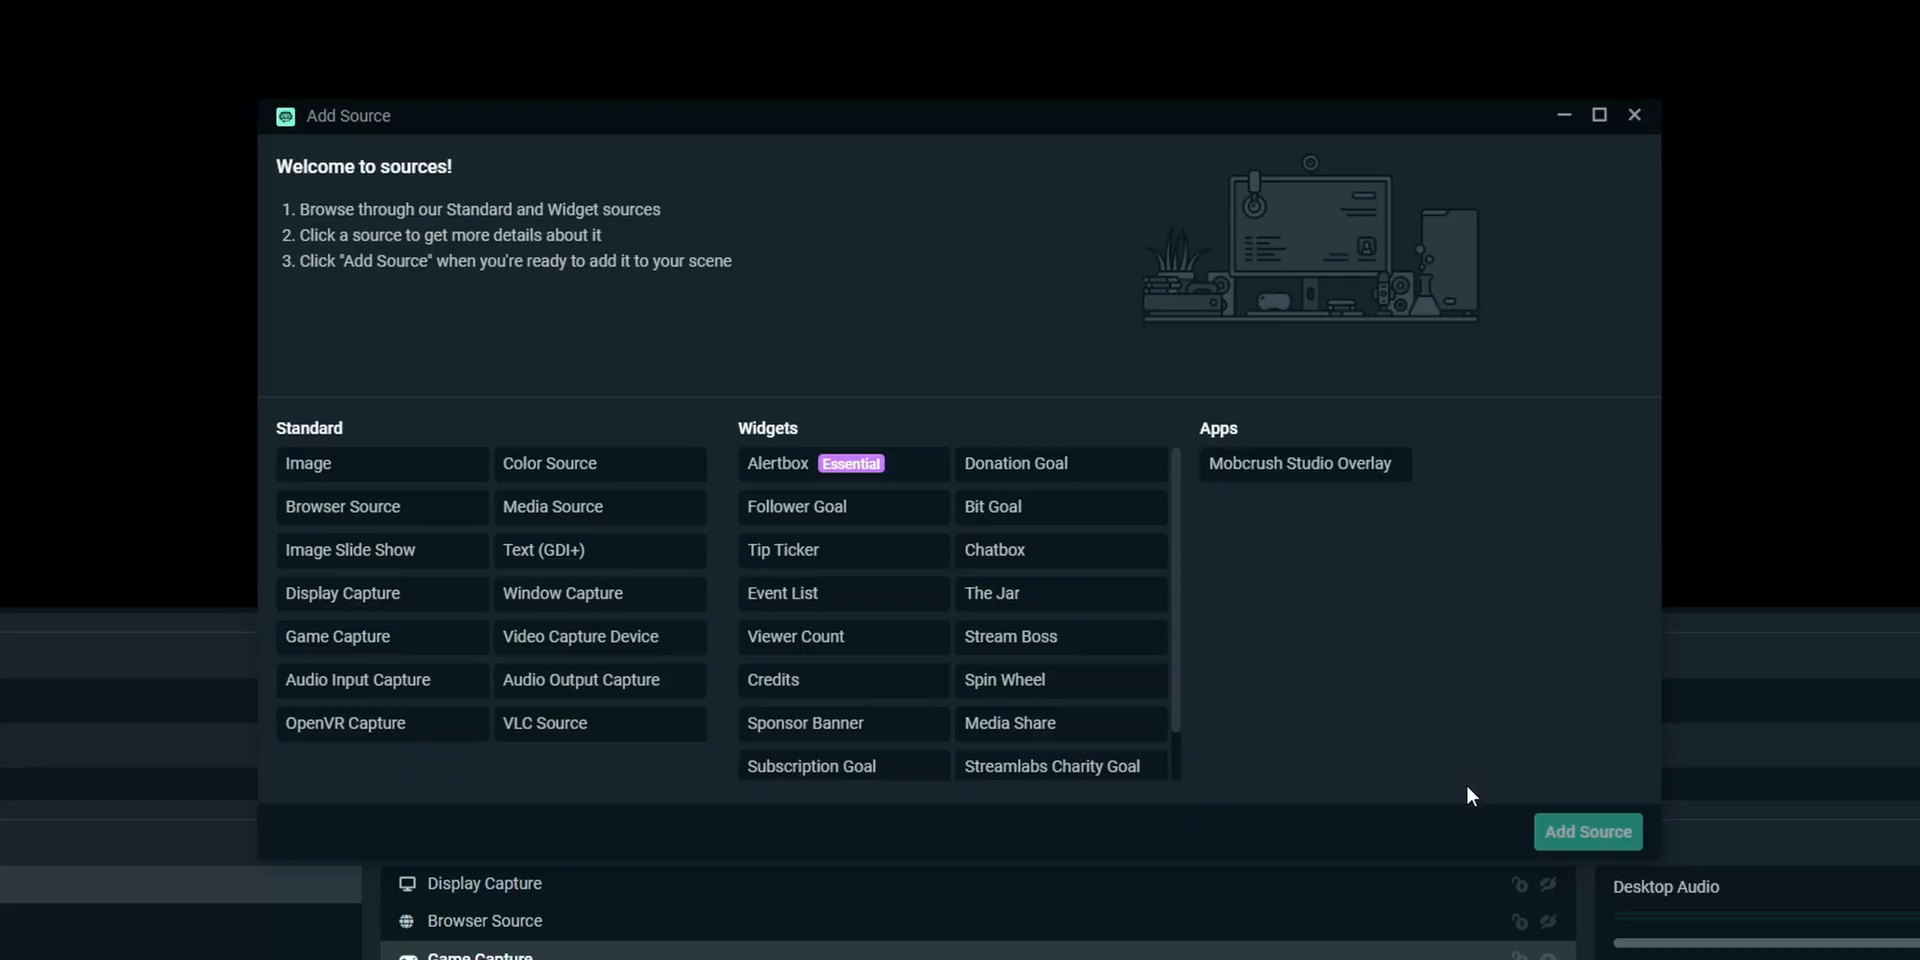 Add Source
Welcome to sources!
1. Browse through our Standard and Widget sources
2. Click a source to get more details about it
3. Click "Add Source" when you're ready to add it to your scene
Standard
Image
Color Source
Browser Source
Media Source
Image Slide Show
Text (GDI+)
Display Capture
Window Capture
Game Capture
Video Capture Device
Audio Input Capture
Audio Output Capture
OpenVR Capture
VLC Source
Widgets
Alertbox Essential
Donation Goal
Follower Goal
Bit Goal
Tip Ticker
Chatbox
Event List
The Jar
Viewer Count
Stream Boss
Credits
Spin Wheel
Sponsor Banner
Media Share
Subscription Goal
Streamlabs Charity Goal
Apps
Mobcrush Studio Overlay
Add Source
Display Capture
Browser Source
Game Capture
Desktop Audio